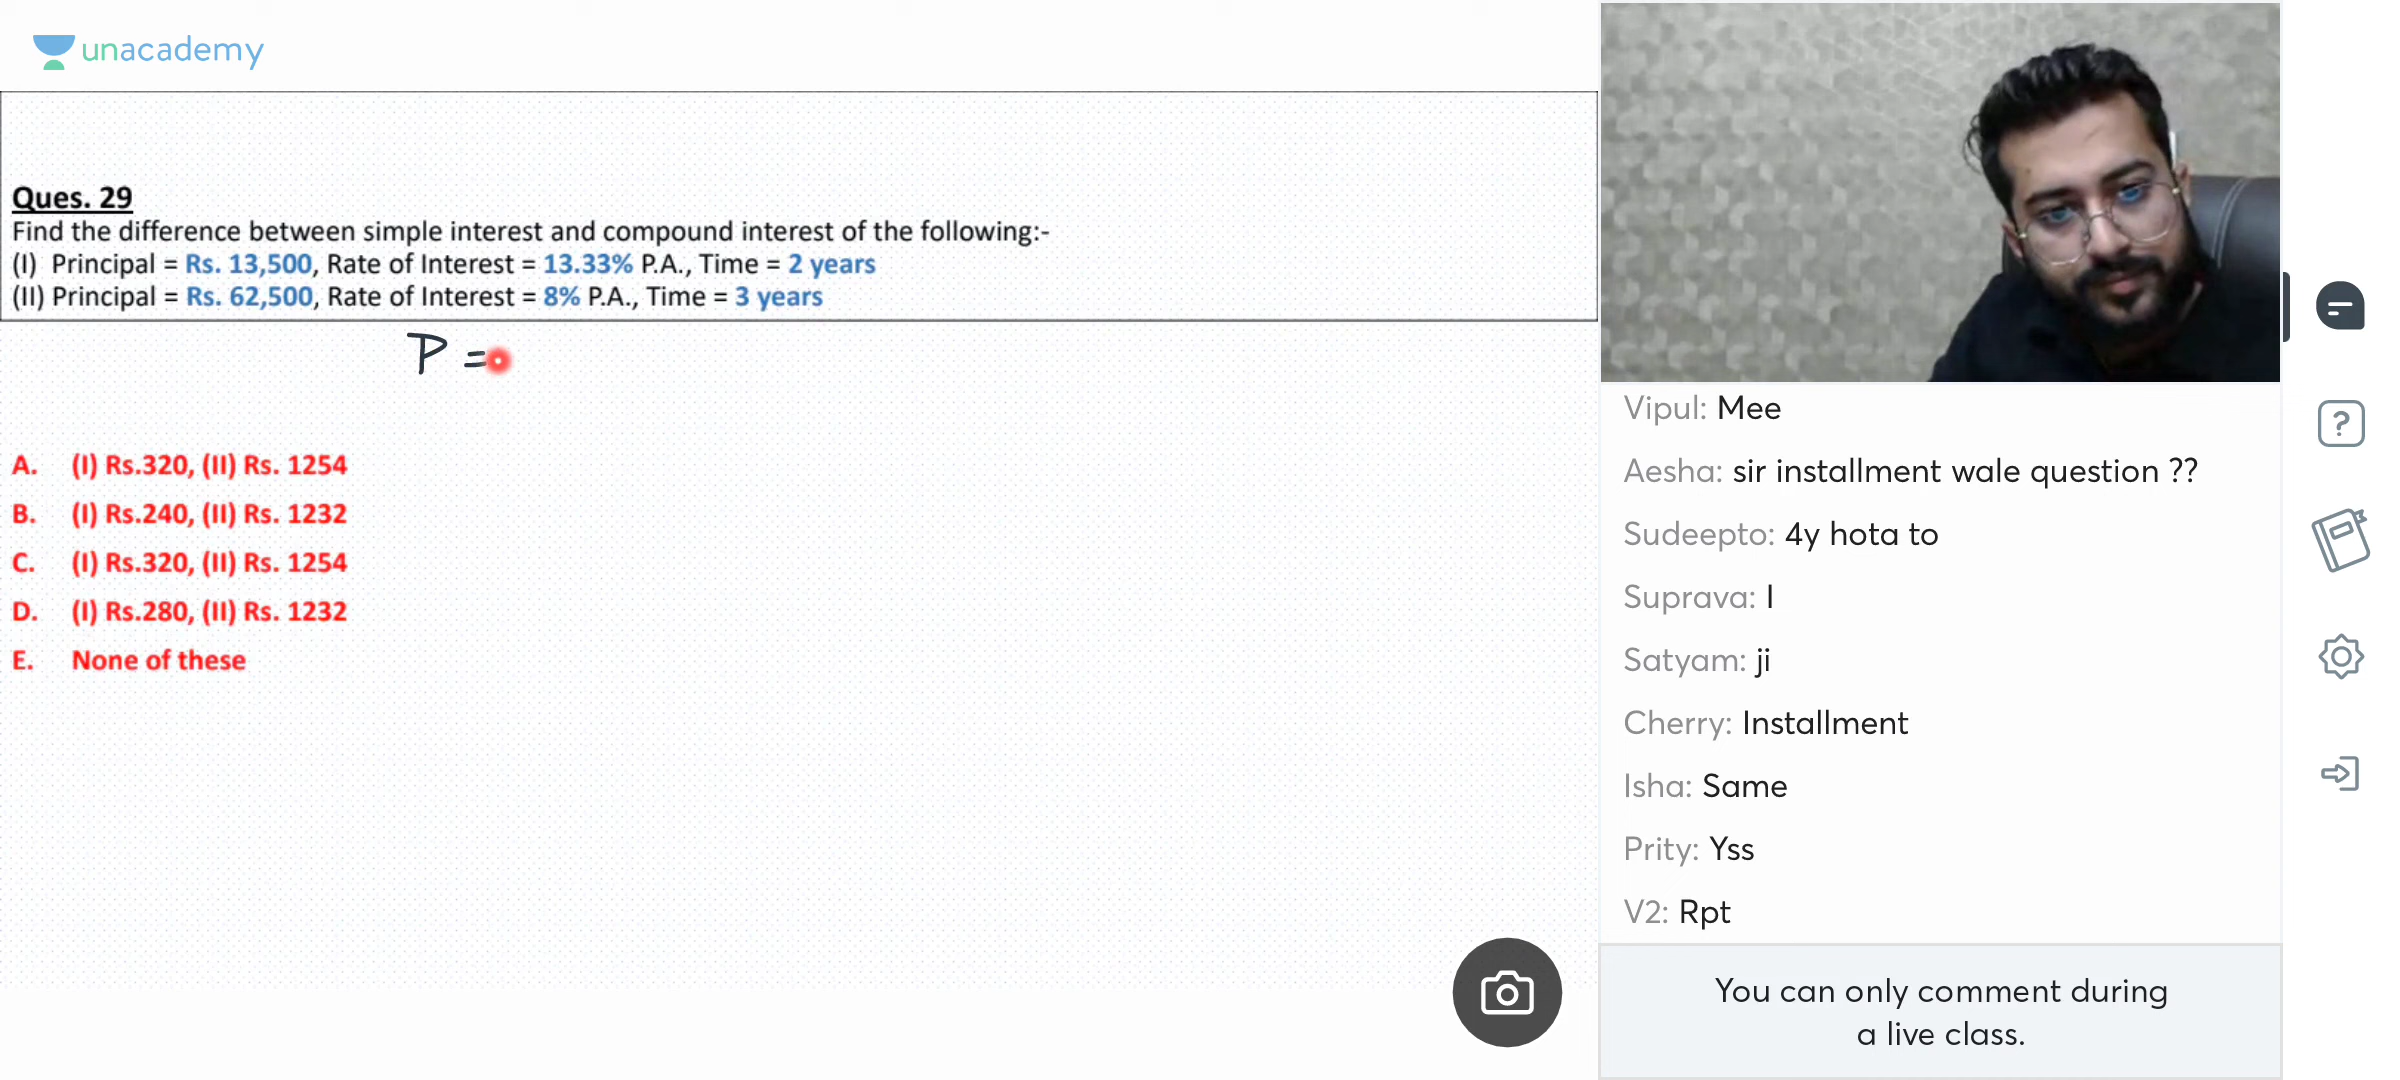 unacademy
Ques. 29
Find the difference between simple interest and compound interest of the following:-
(I) Principal = Rs. 13,500, Rate of Interest = 13.33% P.A., Time = 2 years
(II) Principal = Rs. 62,500, Rate of Interest = 8% P.A., Time = 3 years
P =
A. (I) Rs.320, (II) Rs. 1254
B. (I) Rs.240, (II) Rs. 1232
C. (I) Rs.320, (II) Rs. 1254
D. (I) Rs.280, (II) Rs. 1232
E. None of these
Vipul: Mee
Aesha: sir installment wale question ??
Sudeepto: 4y hota to
Suprava: I
Satyam: ji
Cherry: Installment
Isha: Same
Prity: Yss
V2: Rpt
You can only comment during
a live class.
?